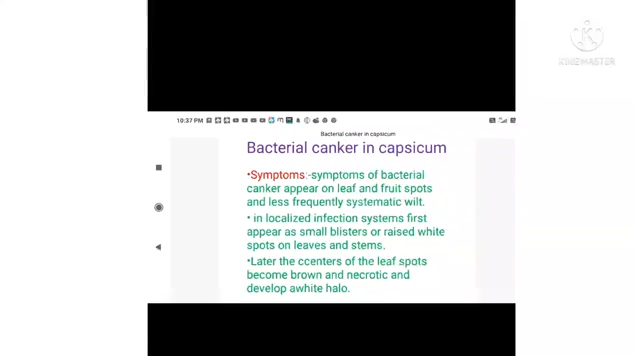 KINEMASTER
10:37 PM
Bacterial canker in capsicum
Bacterial canker in capsicum
•Symptoms:-symptoms of bacterial
canker appear on leaf and fruit spots
and less frequently systematic wilt.
• in localized infection systems first
appear as small blisters or raised white
spots on leaves and stems.
•Later the ccenters of the leaf spots
become brown and necrotic and
develop awhite halo.